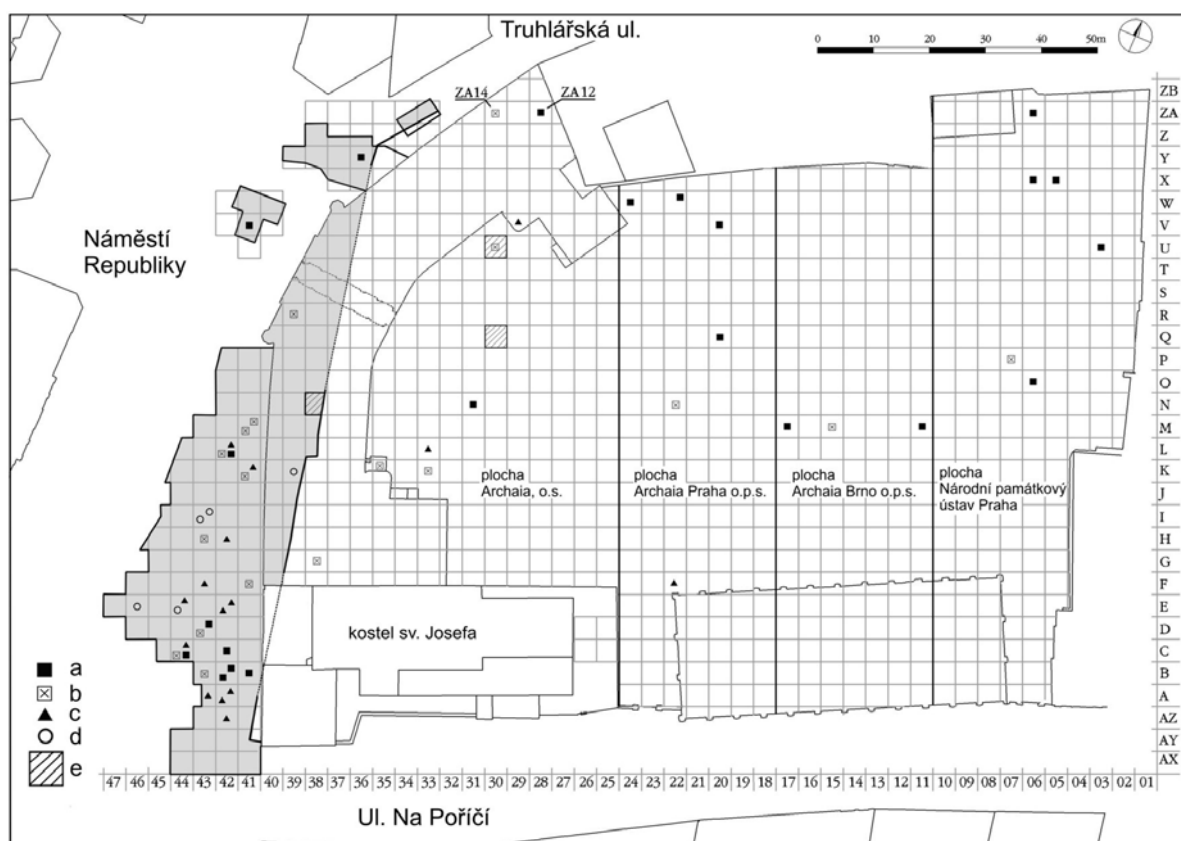 Truhlářská ul.
0 10 20 30 40 50m
ZA14 ZA12
ZB
ZA
Z
Y
X
W
V
U
T
S
R
Q
P
O
N
M
L
K
J
I
H
G
F
E
D
C
B
A
AZ
AY
AX
Náměstí
Republiky
plocha
Archaia, o.s.
plocha
Archaia Praha o.p.s.
plocha
Archaia Brno o.p.s.
plocha
Národní památkový
ústav Praha
kostel sv. Josefa
a
b
c
d
e
47 46 45 44 43 42 41 40 39 38 36 34 33 32 31 30 28 27 26 25 24 23 22 21 20 19 18 17 15 14 13 12 11 10 09 08 07 06 05 04 03 02 01
Ul. Na Poříčí